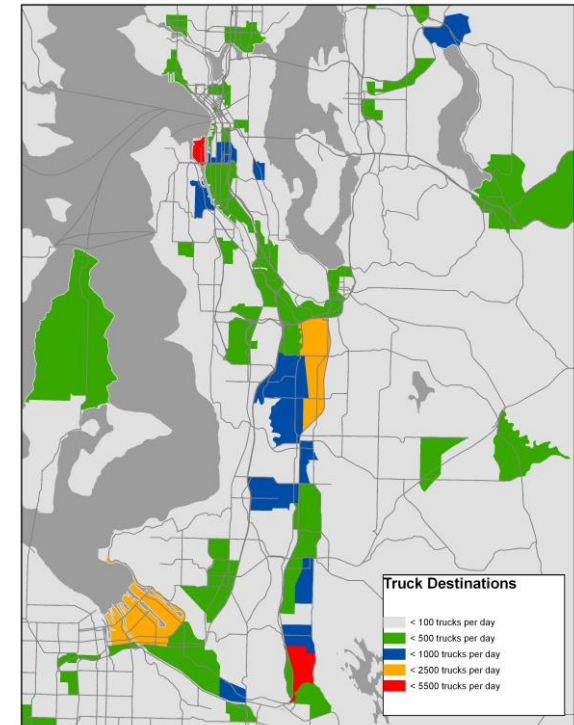 Truck Destinations
< 100 trucks per day
< 500 trucks per day
< 1000 trucks per day
< 2500 trucks per day
< 5500 trucks per day